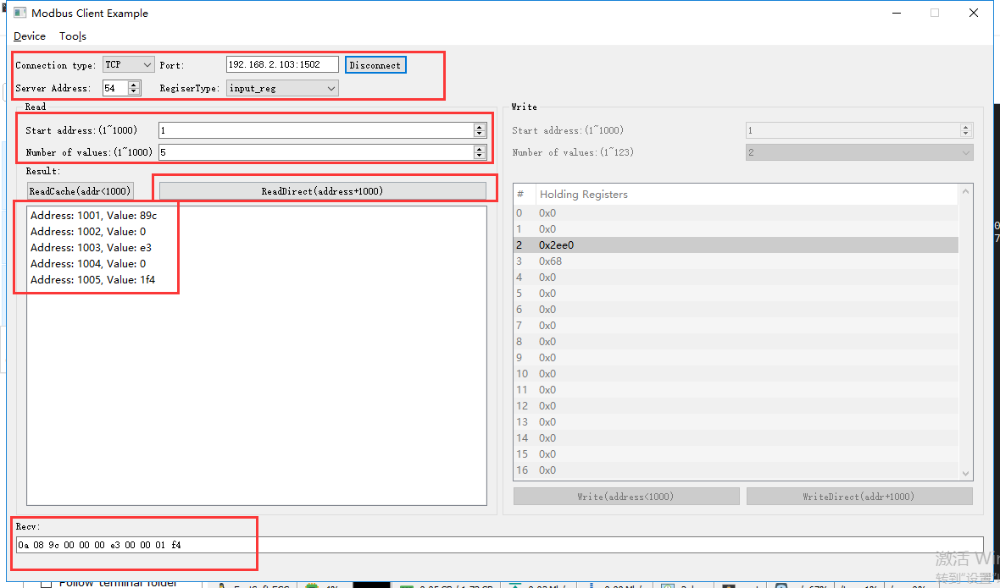 Modbus Client Example
Device Tools
Connection type: TCP Port: 192.168.2.103:1502 Disconnect
Server Address: 54 RegiserType: input_reg
Read
Start address:(1~1000) 1
Number of values:(1~1000) 5
Result:
ReadCache(addr<1000) ReadDirect(address+1000)
Address: 1001, Value: 89c
Address: 1002, Value: 0
Address: 1003, Value: e3
Address: 1004, Value: 0
Address: 1005, Value: 1f4
Write
Start address:(1~1000) 1
Number of values:(1~123) 2
# Holding Registers
0 0x0
1 0x0
2 0x2ee0
3 0x68
4 0x0
5 0x0
6 0x0
7 0x0
8 0x0
9 0x0
10 0x0
11 0x0
12 0x0
13 0x0
14 0x0
15 0x0
16 0x0
Write(address<1000) WriteDirect(addr+1000)
Recv:
0a 08 9c 00 00 00 e3 00 00 01 f4
激活 Wi
转到"设置"
Follow terminal folder